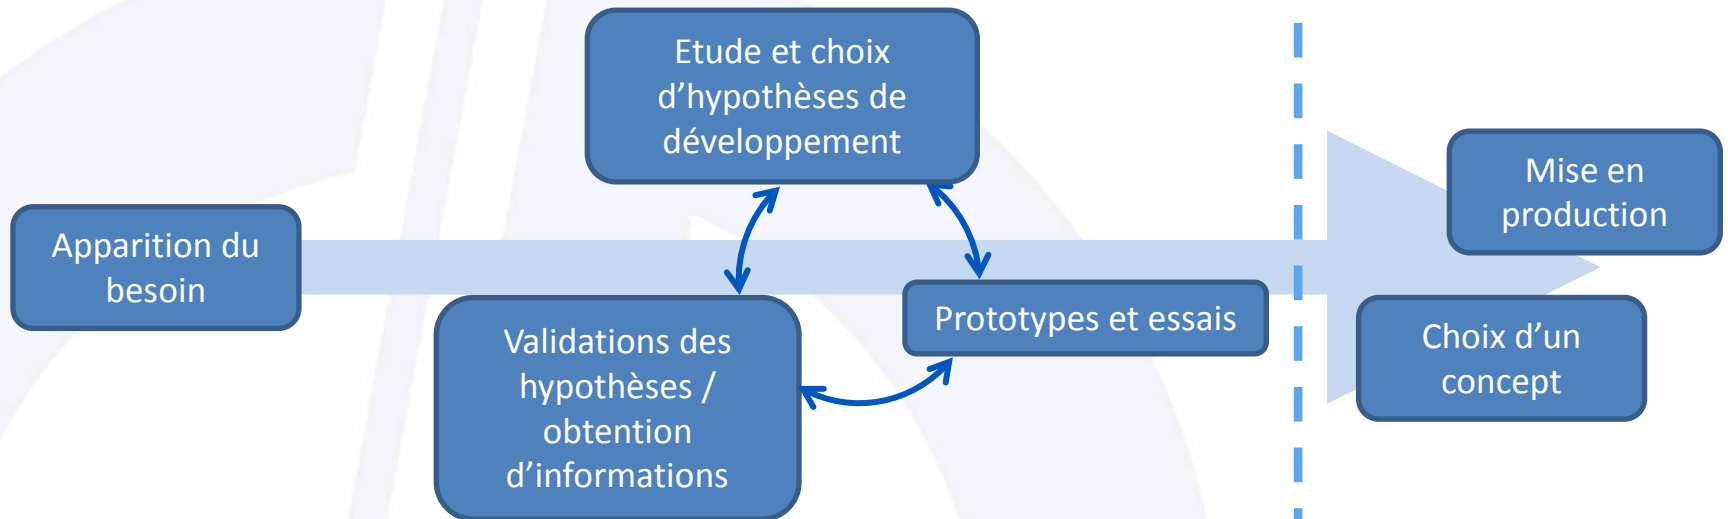 Etude et choix
d’hypothèses de
développement
Apparition du
besoin
Validations des
hypothèses /
obtention
d’informations
Prototypes et essais
Mise en
production
Choix d’un
concept